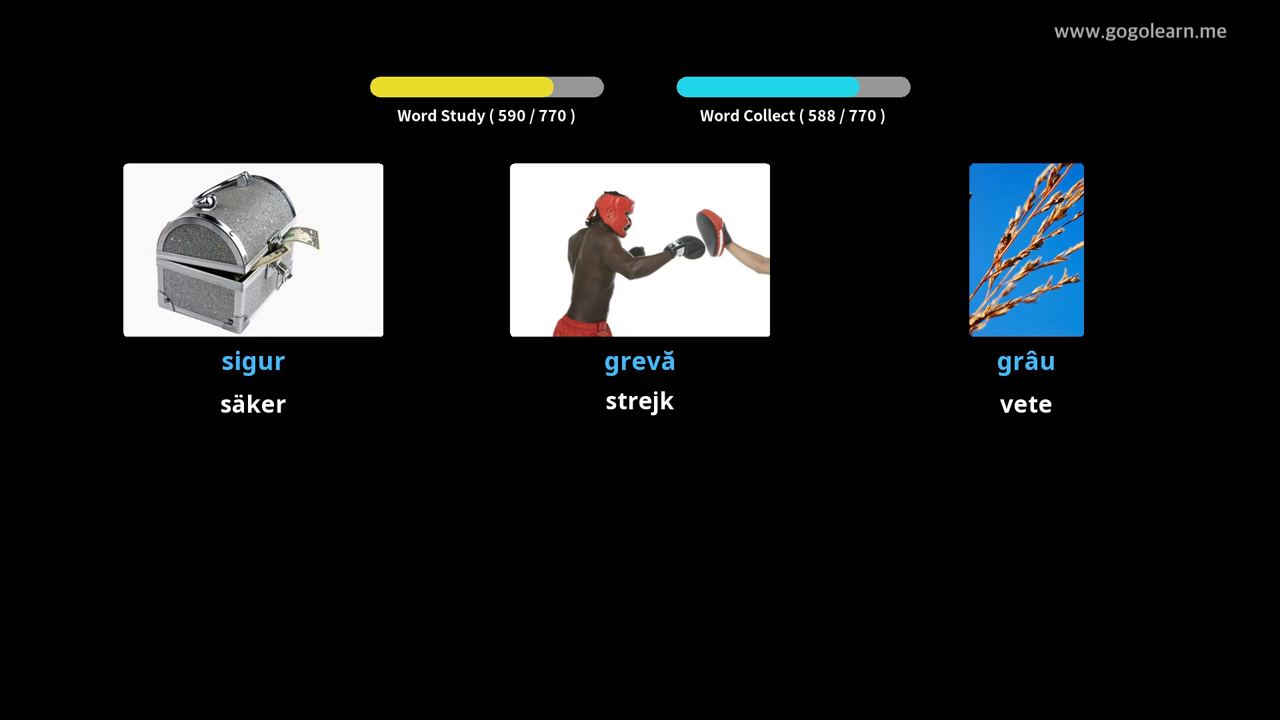 www.gogolearn.me
Word Study ( 590 / 770 )
Word Collect ( 588 / 770 )
sigur
grevă
grâu
säker
strejk
vete